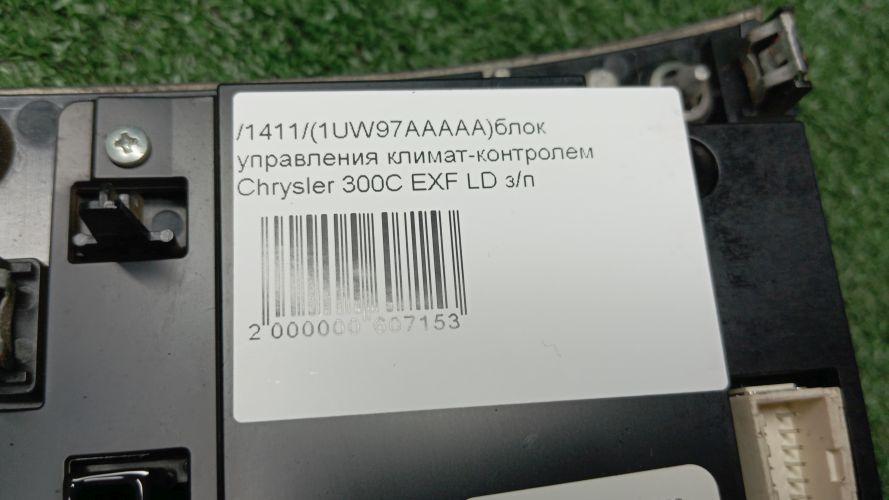 /1411/(1UW97AAAAA)блок
управления климат-контролем
Chrysler 300C EXF LD з/п
2 000000 607153